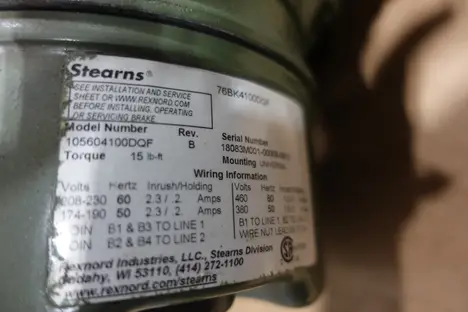 Stearns®
76BK4100DQF
SEE INSTALLATION AND SERVICE
SHEET OR WWW.REXNORD.COM
BEFORE INSTALLING, OPERATING
OR SERVICING BRAKE
Model Number Rev. Serial Number
105604100DQF B
Torque 15 lb-ft Mounting
Wiring Information
Volts Hertz Inrush/Holding Volts Hertz
208-230 60 2.3 / .2 Amps 460 60
174-190 50 2.3 / .2 Amps 380 50
JOIN B1 & B3 TO LINE 1 B1 TO LINE 1,
JOIN B2 & B4 TO LINE 2 WIRE NUT
Rexnord Industries, LLC., Stearns Division
Cudahy, WI 53110, (414) 272-1100
www.rexnord.com/stearns